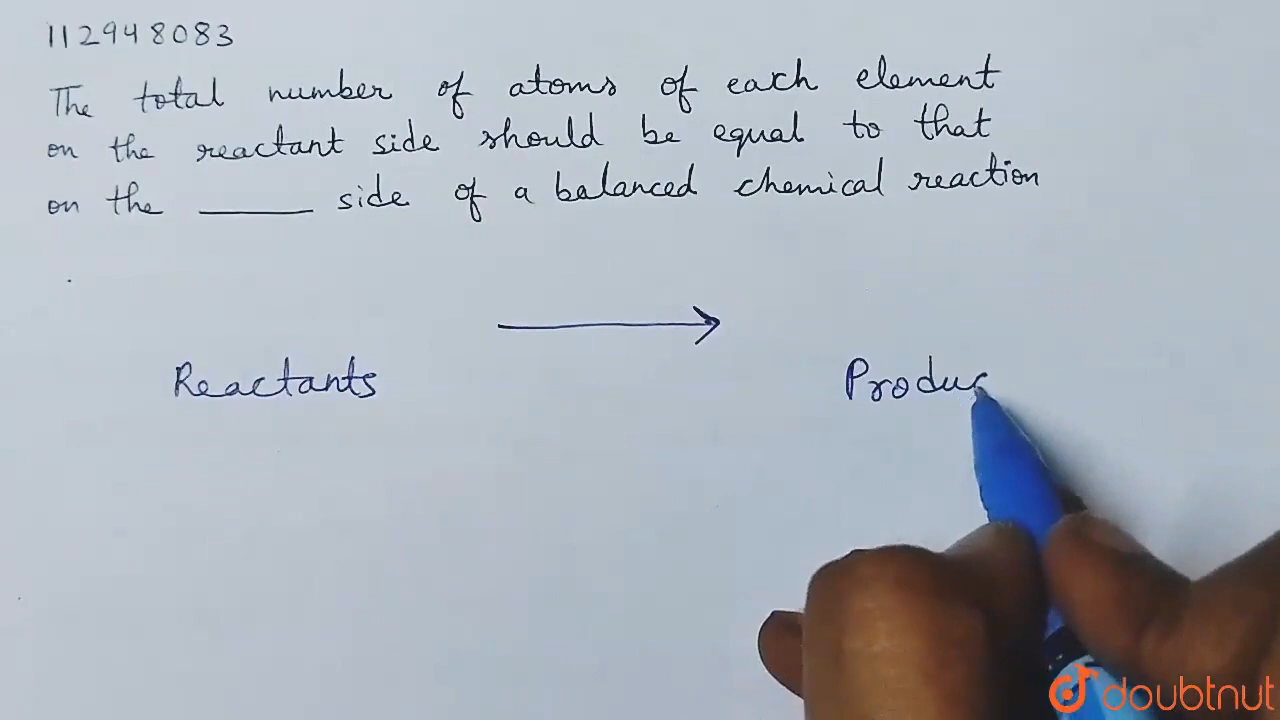 112948083
The total number of atoms of each element
on the reactant side should be equal to that
on the ______ side of a balanced chemical reaction
Reactants
Produc
doubtnut